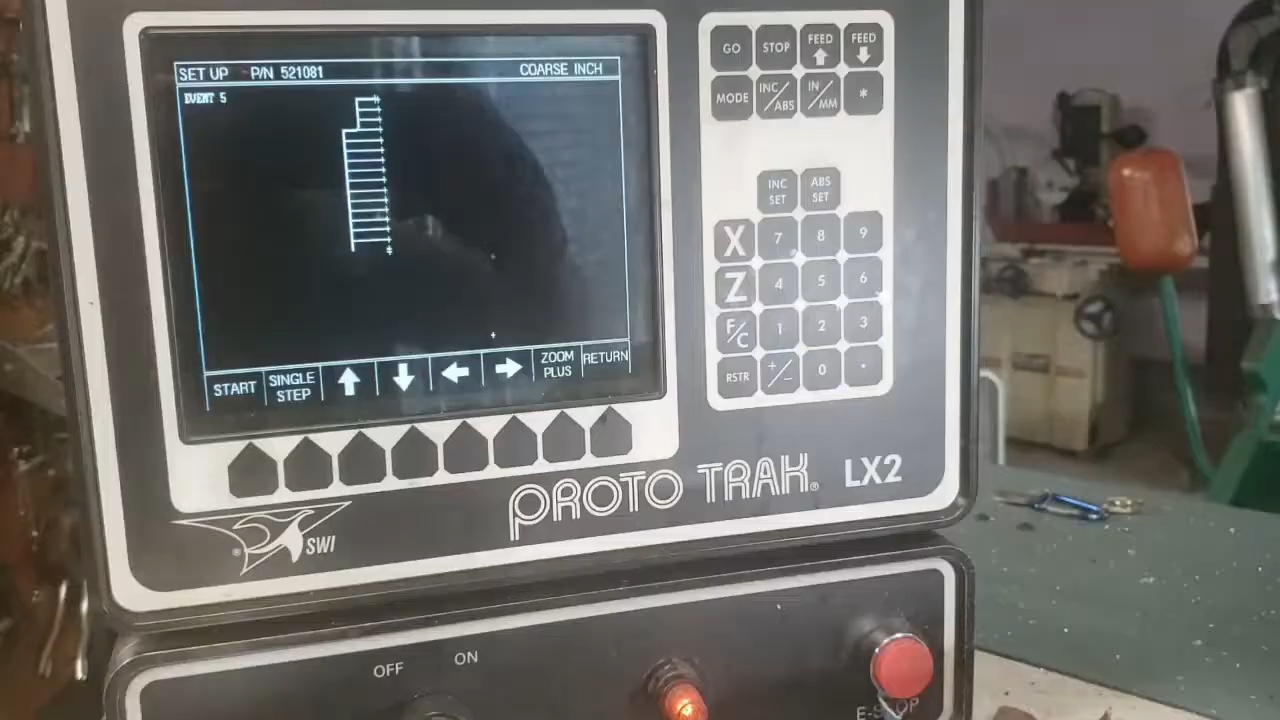 SET UP P/N 521081 COARSE INCH
EVENT 5
START SINGLE STEP ZOOM PLUS RETURN
GO STOP FEED FEED
MODE INC/ABS IN/MM *
INC SET ABS SET
X 7 8 9
Z 4 5 6
F/C 1 2 3
RSTR +/- 0 .
PROTO TRAK® LX2
® SWI
OFF ON
E-STOP